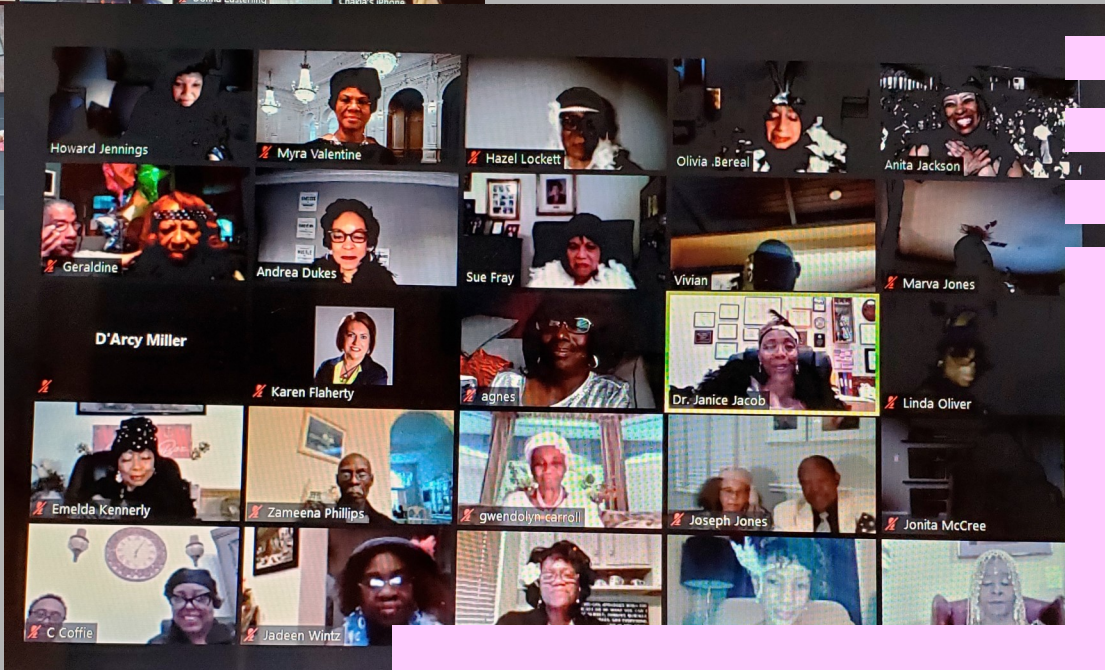 Chakia's iPhone
Howard Jennings
Myra Valentine
Hazel Lockett
Olivia .Bereal
Anita Jackson
Geraldine
Andrea Dukes
Sue Fray
Vivian
Marva Jones
D'Arcy Miller
Karen Flaherty
agnes
Dr. Janice Jacob
Linda Oliver
Emelda Kennerly
Zameena Phillips
gwendolyn carroll
Joseph Jones
Jonita McCree
C Coffie
Jadeen Wintz